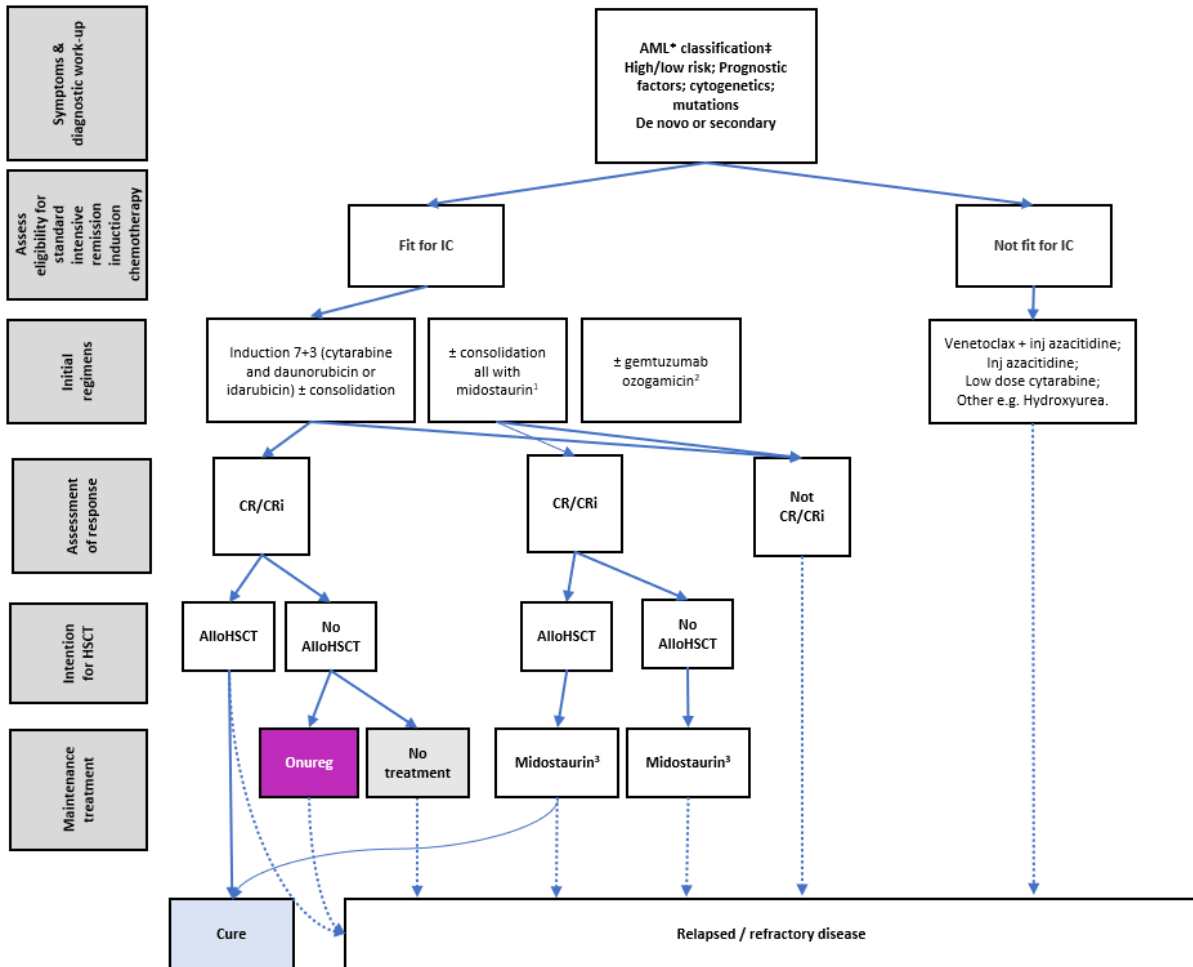 Symptoms &
diagnostic work-up
AML* classification‡
High/low risk; Prognostic
factors; cytogenetics;
mutations
De novo or secondary
Assess
eligibility for
standard
intensive
remission
induction
chemotherapy
Fit for IC
Not fit for IC
Initial
regimens
Induction 7+3 (cytarabine
and daunorubicin or
idarubicin) ± consolidation
± consolidation
all with
midostaurin¹
± gemtuzumab
ozogamicin²
Venetoclax + inj azacitidine;
Inj azacitidine;
Low dose cytarabine;
Other e.g. Hydroxyurea.
Assessment
of response
CR/CRi
CR/CRi
Not
CR/CRi
Intention
for HSCT
AlloHSCT
No
AlloHSCT
AlloHSCT
No
AlloHSCT
Maintenance
treatment
Onureg
No
treatment
Midostaurin³
Midostaurin³
Cure
Relapsed / refractory disease